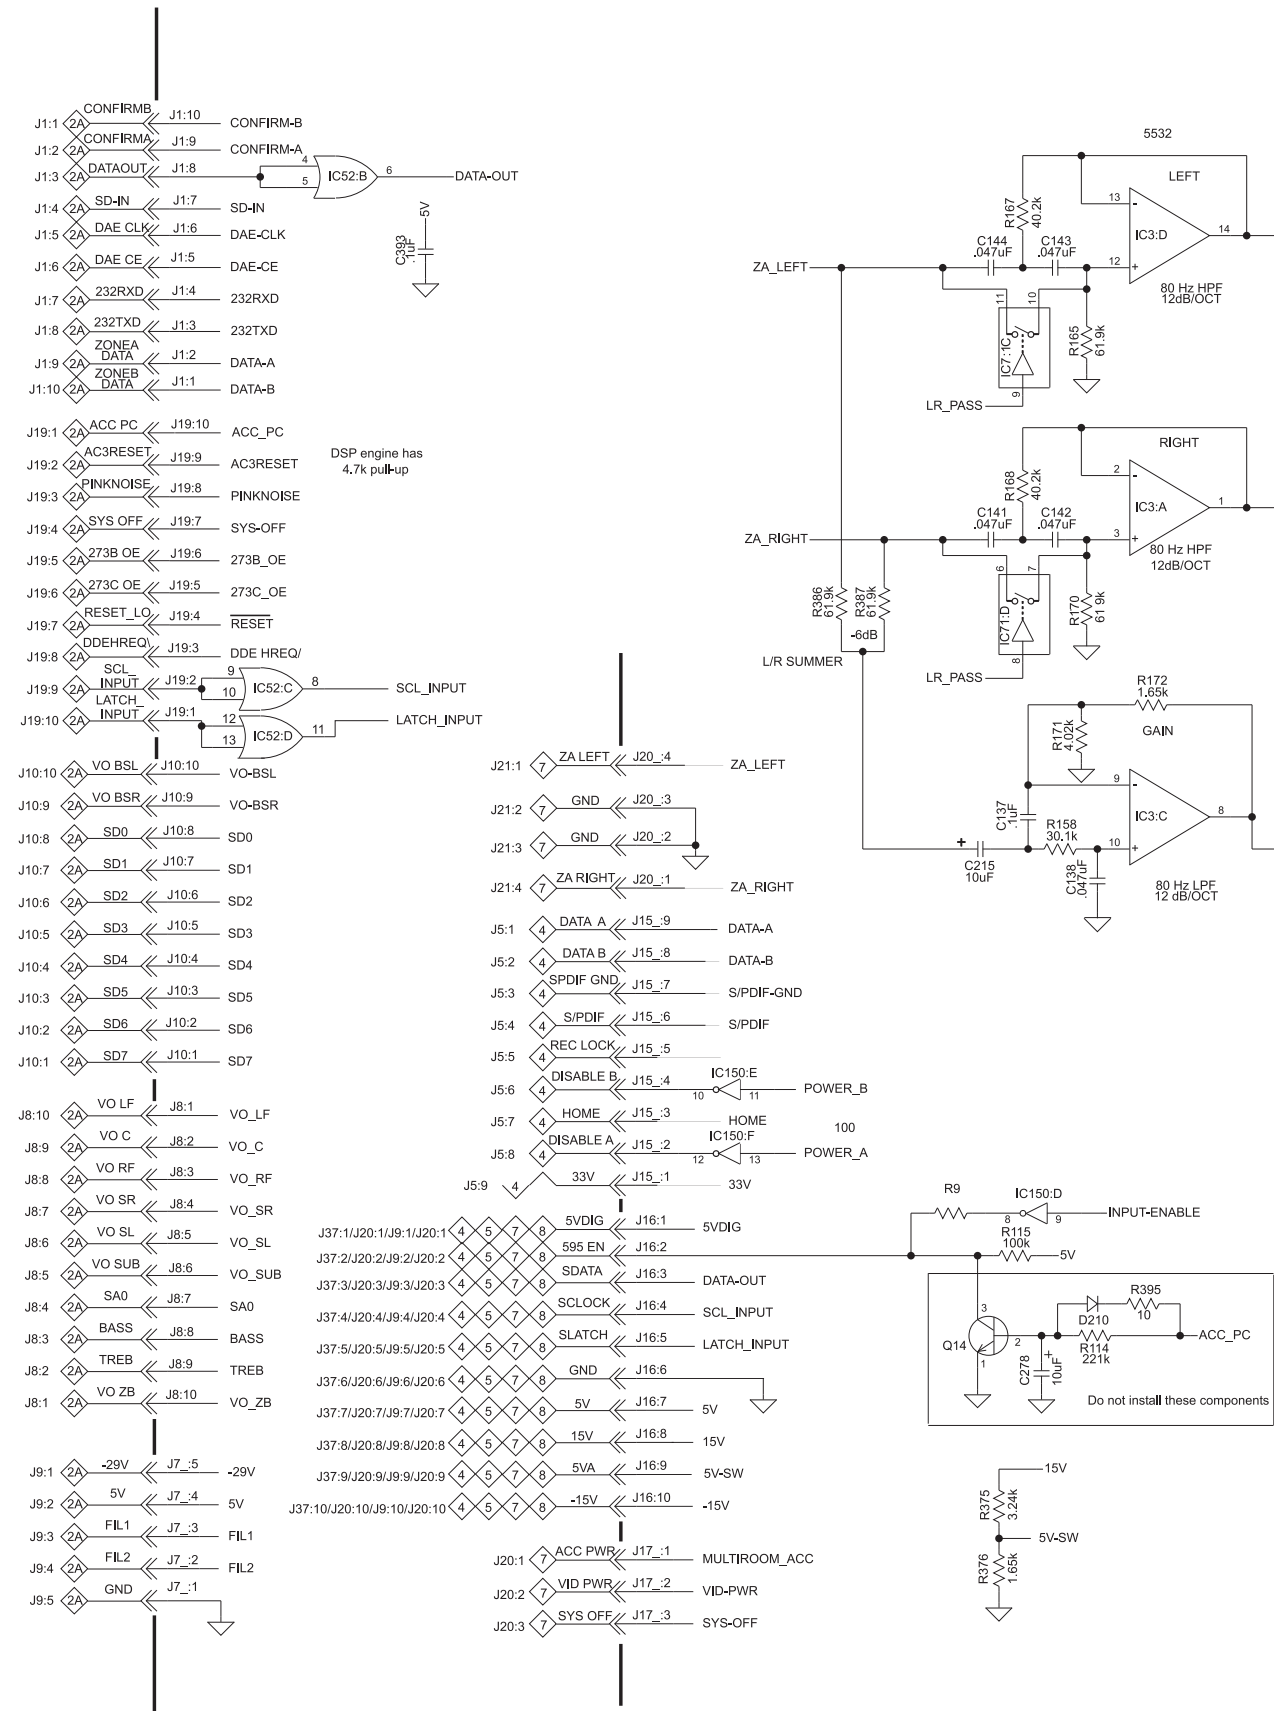 J1:1 2A CONFIRMB J1:10 CONFIRM-B
J1:2 2A CONFIRMA J1:9 CONFIRM-A
J1:3 2A DATAOUT J1:8 4 5 IC52:B 6 DATA-OUT
J1:4 2A SD-IN J1:7 SD-IN
J1:5 2A DAE CLK J1:6 DAE-CLK
J1:6 2A DAE CE J1:5 DAE-CE
J1:7 2A 232RXD J1:4 232RXD
J1:8 2A 232TXD J1:3 232TXD
ZONEA
J1:9 2A DATA J1:2 DATA-A
ZONEB
J1:10 2A DATA J1:1 DATA-B
5V
C393
.1uF
J19:1 2A ACC PC J19:10 ACC_PC
J19:2 2A AC3RESET J19:9 AC3RESET
J19:3 2A PINKNOISE J19:8 PINKNOISE
J19:4 2A SYS OFF J19:7 SYS-OFF
J19:5 2A 273B OE J19:6 273B_OE
J19:6 2A 273C OE J19:5 273C_OE
J19:7 2A RESET_LO J19:4 RESET
J19:8 2A DDEHREQ\ J19:3 DDE HREQ/
SCL_
J19:9 2A INPUT J19:2 9 10 IC52:C 8 SCL_INPUT
LATCH_
J19:10 2A INPUT J19:1 12 13 IC52:D 11 LATCH_INPUT
DSP engine has
4.7k pull-up
J10:10 2A VO BSL J10:10 VO-BSL
J10:9 2A VO BSR J10:9 VO-BSR
J10:8 2A SD0 J10:8 SD0
J10:7 2A SD1 J10:7 SD1
J10:6 2A SD2 J10:6 SD2
J10:5 2A SD3 J10:5 SD3
J10:4 2A SD4 J10:4 SD4
J10:3 2A SD5 J10:3 SD5
J10:2 2A SD6 J10:2 SD6
J10:1 2A SD7 J10:1 SD7
J8:10 2A VO LF J8:1 VO_LF
J8:9 2A VO C J8:2 VO_C
J8:8 2A VO RF J8:3 VO_RF
J8:7 2A VO SR J8:4 VO_SR
J8:6 2A VO SL J8:5 VO_SL
J8:5 2A VO SUB J8:6 VO_SUB
J8:4 2A SA0 J8:7 SA0
J8:3 2A BASS J8:8 BASS
J8:2 2A TREB J8:9 TREB
J8:1 2A VO ZB J8:10 VO_ZB
J9:1 2A -29V J7_:5 -29V
J9:2 2A 5V J7_:4 5V
J9:3 2A FIL1 J7_:3 FIL1
J9:4 2A FIL2 J7_:2 FIL2
J9:5 2A GND J7_:1
J21:1 7 ZA LEFT J20_:4 ZA_LEFT
J21:2 7 GND J20_:3
J21:3 7 GND J20_:2
J21:4 7 ZA RIGHT J20_:1 ZA_RIGHT
J5:1 4 DATA A J15_:9 DATA-A
J5:2 4 DATA B J15_:8 DATA-B
J5:3 4 SPDIF GND J15_:7 S/PDIF-GND
J5:4 4 S/PDIF J15_:6 S/PDIF
J5:5 4 REC LOCK J15_:5
J5:6 4 DISABLE B J15_:4 10 IC150:E 11 POWER_B
J5:7 4 HOME J15_:3 HOME
J5:8 4 DISABLE A J15_:2 12 IC150:F 13 POWER_A
100
J5:9 4 33V J15_:1 33V
J37:1/J20:1/J9:1/J20:1 4 5 7 8 5VDIG J16:1 5VDIG
J37:2/J20:2/J9:2/J20:2 4 5 7 8 595 EN J16:2
J37:3/J20:3/J9:3/J20:3 4 5 7 8 SDATA J16:3 DATA-OUT
J37:4/J20:4/J9:4/J20:4 4 5 7 8 SCLOCK J16:4 SCL_INPUT
J37:5/J20:5/J9:5/J20:5 4 5 7 8 SLATCH J16:5 LATCH_INPUT
J37:6/J20:6/J9:6/J20:6 4 5 7 8 GND J16:6
J37:7/J20:7/J9:7/J20:7 4 5 7 8 5V J16:7 5V
J37:8/J20:8/J9:8/J20:8 4 5 7 8 15V J16:8 15V
J37:9/J20:9/J9:9/J20:9 4 5 7 8 5VA J16:9 5V-SW
J37:10/J20:10/J9:10/J20:10 4 5 7 8 -15V J16:10 -15V
J20:1 7 ACC PWR J17_:1 MULTIROOM_ACC
J20:2 7 VID PWR J17_:2 VID-PWR
J20:3 7 SYS OFF J17_:3 SYS-OFF
5532
LEFT
R167
40.2k
13 -
IC3:D 14
12 +
C144
.047uF
C143
.047uF
ZA_LEFT
80 Hz HPF
12dB/OCT
11 10
IC7:1C
9
R165
61.9k
LR_PASS
RIGHT
R168
40.2k
2 -
IC3:A 1
3 +
C141
.047uF
C142
.047uF
ZA_RIGHT
80 Hz HPF
12dB/OCT
6 7
IC71:D
8
R170
61 9k
LR_PASS
R386
61.9k
R387
61.9k
-6dB
L/R SUMMER
R172
1.65k
R171
4.02k
GAIN
9 -
IC3:C 8
10 +
C137
.1uF
R158
30.1k
+
C215
10uF
C138
.047uF
80 Hz LPF
12 dB/OCT
R9
IC150:D
8 9
INPUT-ENABLE
R115
100k
5V
R395
10
D210
3
Q14 2
1
R114
221k
ACC_PC
C278
+
10uF
Do not install these components
15V
R375
3.24k
5V-SW
R376
1.65k